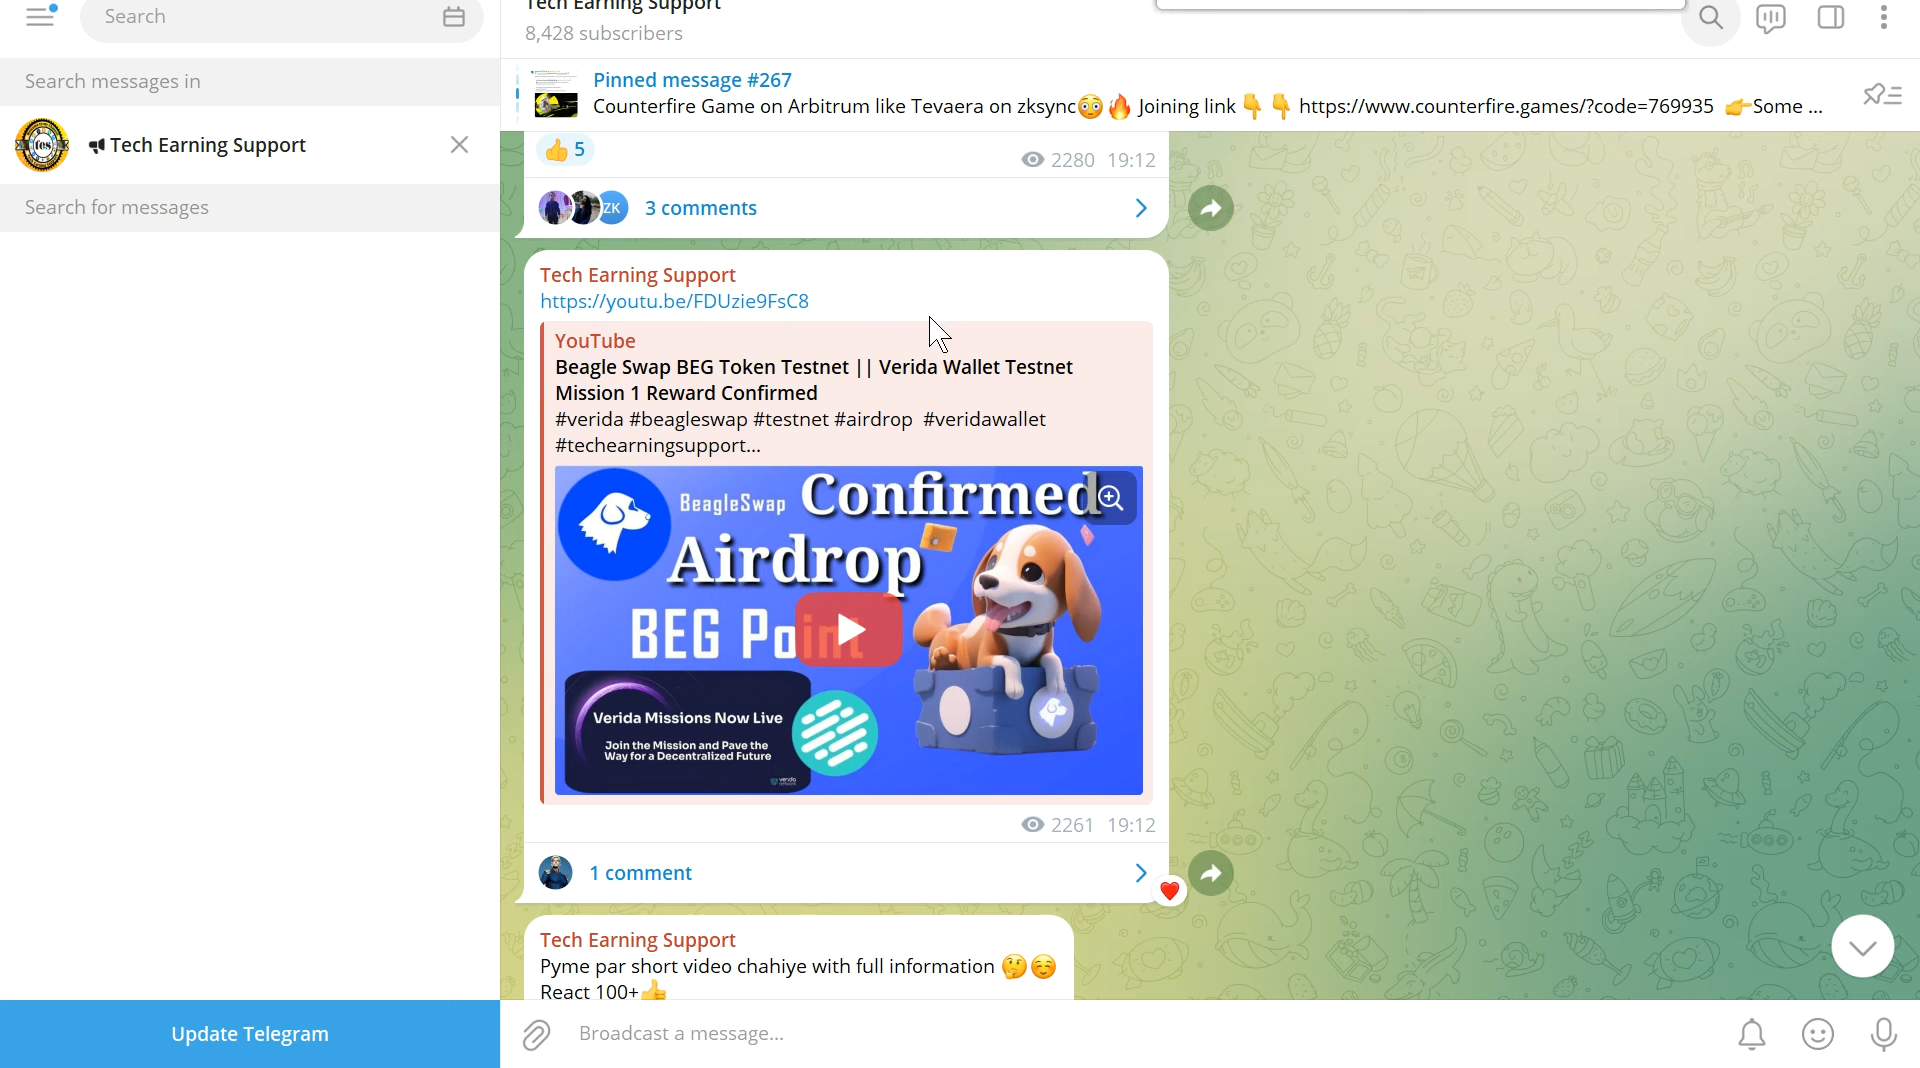 Search
Tech Earning Support
8,428 subscribers
Search messages in
Pinned message #267
Counterfire Game on Arbitrum like Tevaera on zksync😳🔥 Joining link👇👇 https://www.counterfire.games/?code=769935 👉Some ...
tes
Tech Earning Support
👍 5
2280 19:12
ZK
3 comments
Search for messages
Tech Earning Support
https://youtu.be/FDUzie9FsC8
YouTube
Beagle Swap BEG Token Testnet || Verida Wallet Testnet
Mission 1 Reward Confirmed
#verida #beagleswap #testnet #airdrop #veridawallet
#techearningsupport...
BeagleSwap Confirmed
Airdrop
BEG Point
Verida Missions Now Live
Join the Mission and Pave the
Way for a Decentralized Future
verida
network
2261 19:12
1 comment
Tech Earning Support
Pyme par short video chahiye with full information 🤔☺️
React 100+👍
Update Telegram
Broadcast a message...